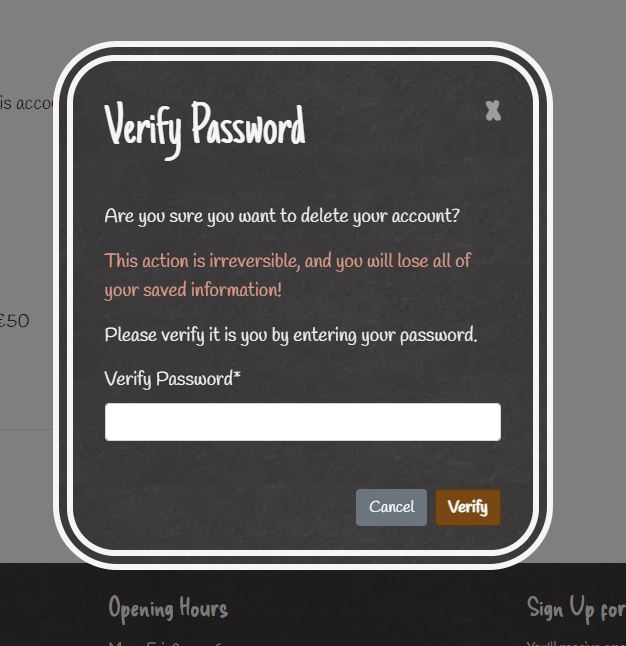 is acco
Verify Password
X
Are you sure you want to delete your account?
This action is irreversible, and you will lose all of
your saved information!
€50
Please verify it is you by entering your password.
Verify Password*
Cancel Verify
Opening Hours
Sign Up for